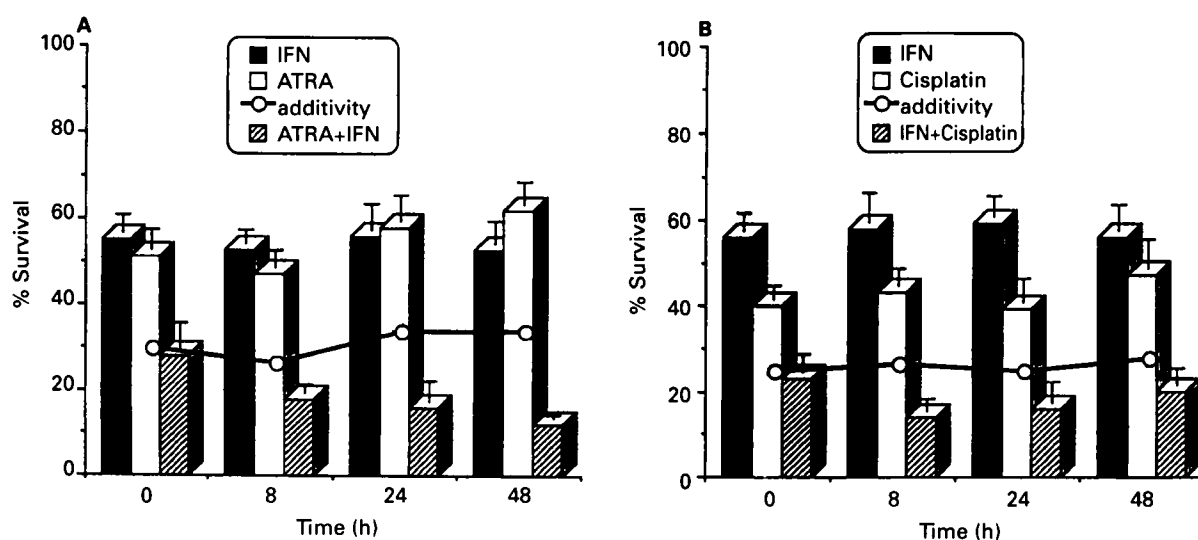 A
IFN
ATRA
additivity
ATRA+IFN
100
80
60
40
20
0
% Survival
0 8 24 48
Time (h)
B
IFN
Cisplatin
additivity
IFN+Cisplatin
100
80
60
40
20
0
% Survival
0 8 24 48
Time (h)